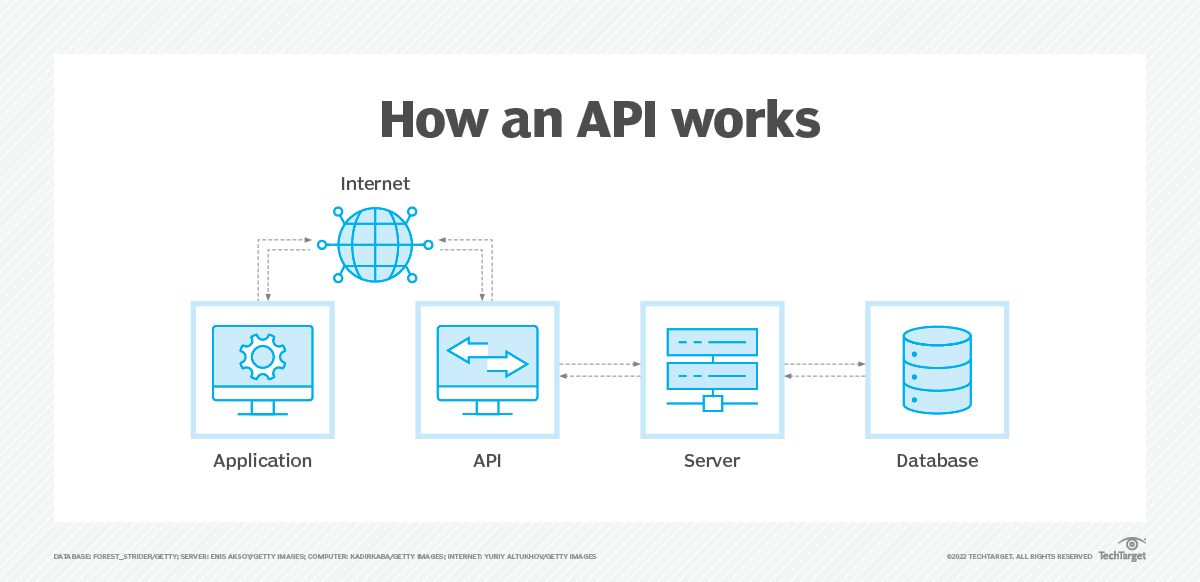 How an API works
Internet
Application
API
Server
Database
DATABASE: FOREST_STRIDER/GETTY; SERVER: ENIS AKSOY/GETTY IMAGES; COMPUTER: KADIRKABA/GETTY IMAGES; INTERNET: YURIY ALTUKHOV/GETTY IMAGES
©2022 TECHTARGET. ALL RIGHTS RESERVED
TechTarget